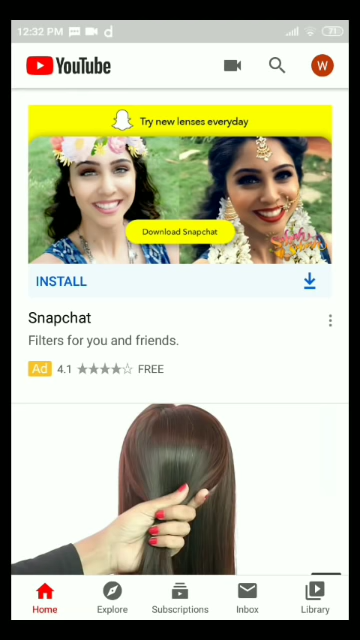 12:32 PM
71
YouTube
W
Try new lenses everyday
Download Snapchat
INSTALL
Snapchat
Filters for you and friends.
Ad 4.1 FREE
Home Explore Subscriptions Inbox Library